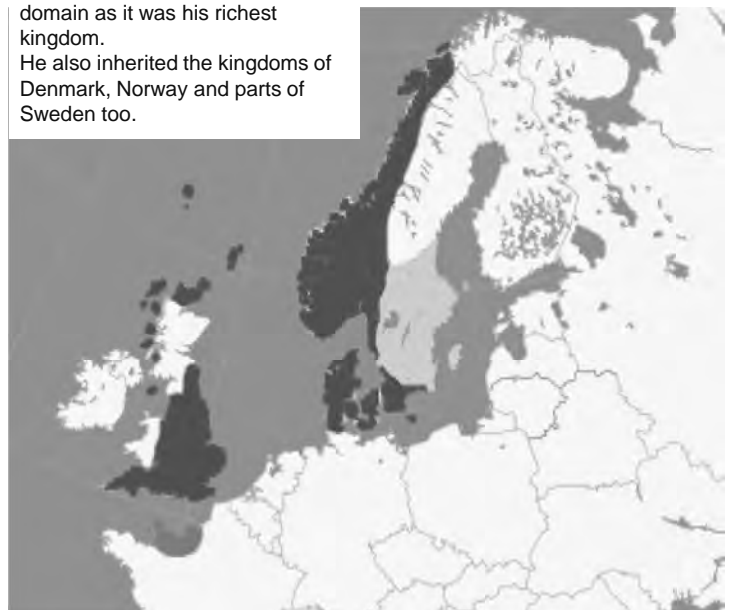 domain as it was his richest
kingdom.
He also inherited the kingdoms of
Denmark, Norway and parts of
Sweden too.